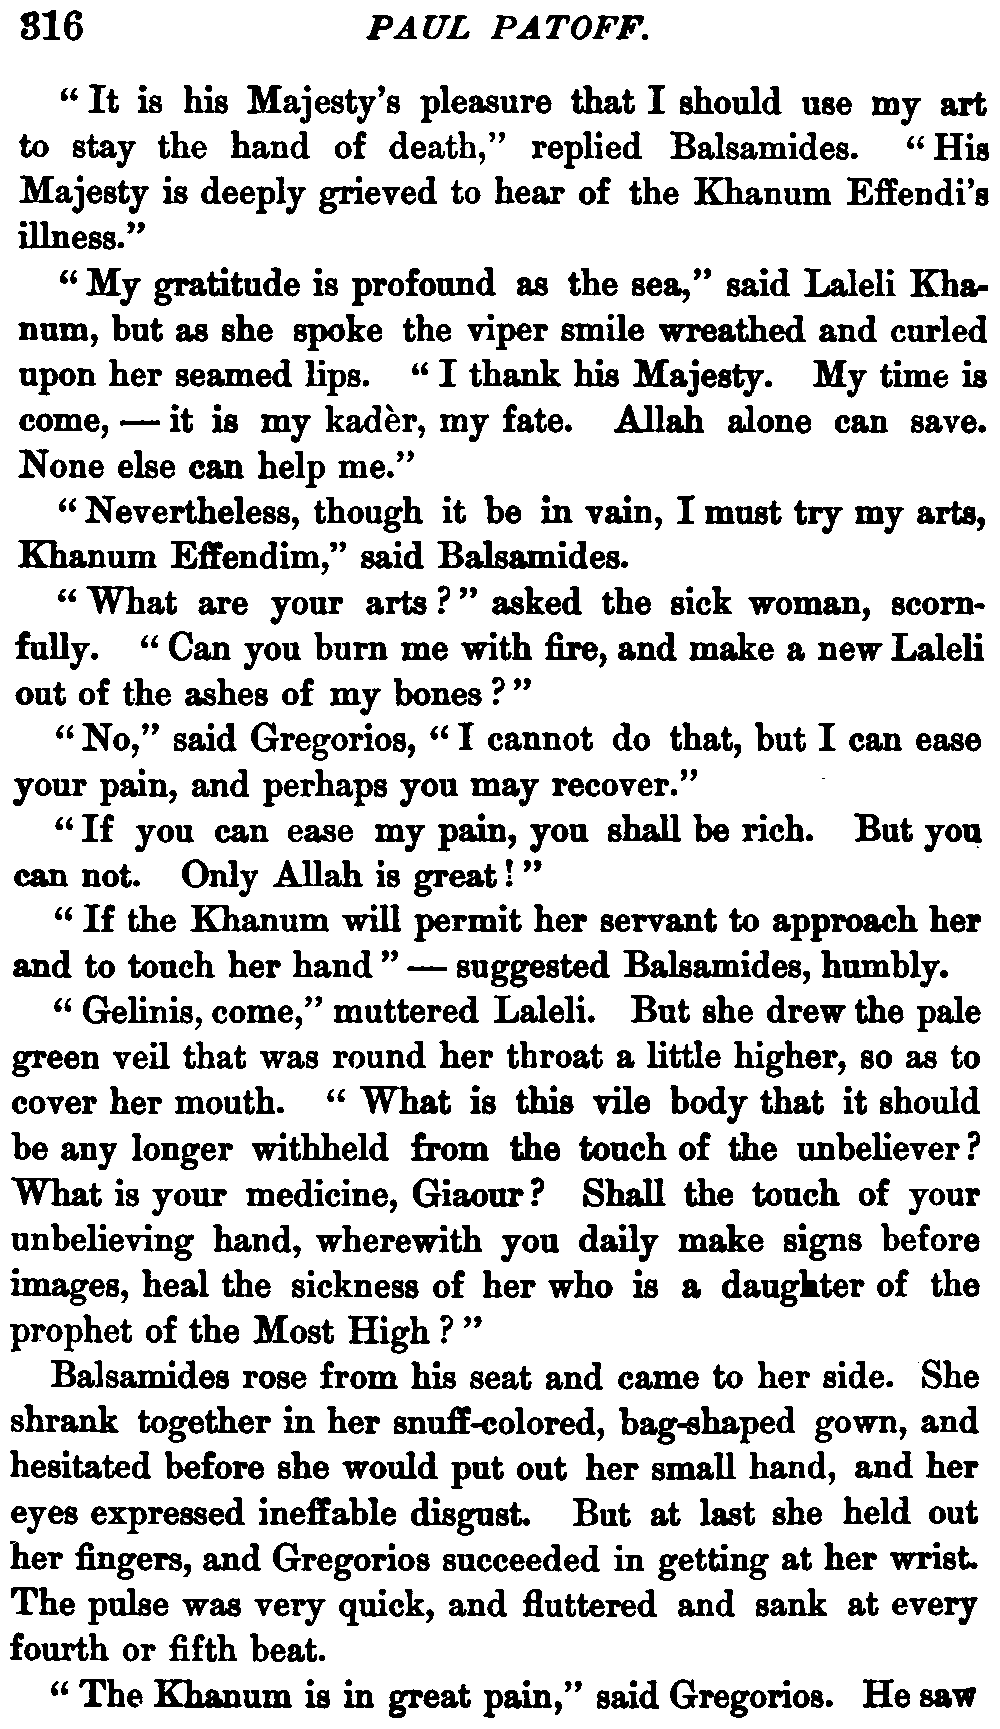 316 PAUL PATOFF.
“It is his Majesty’s pleasure that I should use my art
to stay the hand of death,” replied Balsamides. “His
Majesty is deeply grieved to hear of the Khanum Effendi’s
illness.”
“My gratitude is profound as the sea,” said Laleli Kha-
num, but as she spoke the viper smile wreathed and curled
upon her seamed lips. “I thank his Majesty. My time is
come, — it is my kadèr, my fate. Allah alone can save.
None else can help me.”
“Nevertheless, though it be in vain, I must try my arts,
Khanum Effendim,” said Balsamides.
“What are your arts?” asked the sick woman, scorn-
fully. “Can you burn me with fire, and make a new Laleli
out of the ashes of my bones?”
“No,” said Gregorios, “I cannot do that, but I can ease
your pain, and perhaps you may recover.”
“If you can ease my pain, you shall be rich. But you
can not. Only Allah is great!”
“If the Khanum will permit her servant to approach her
and to touch her hand” — suggested Balsamides, humbly.
“Gelinis, come,” muttered Laleli. But she drew the pale
green veil that was round her throat a little higher, so as to
cover her mouth. “What is this vile body that it should
be any longer withheld from the touch of the unbeliever?
What is your medicine, Giaour? Shall the touch of your
unbelieving hand, wherewith you daily make signs before
images, heal the sickness of her who is a daughter of the
prophet of the Most High?”
Balsamides rose from his seat and came to her side. She
shrank together in her snuff-colored, bag-shaped gown, and
hesitated before she would put out her small hand, and her
eyes expressed ineffable disgust. But at last she held out
her fingers, and Gregorios succeeded in getting at her wrist.
The pulse was very quick, and fluttered and sank at every
fourth or fifth beat.
“The Khanum is in great pain,” said Gregorios. He saw